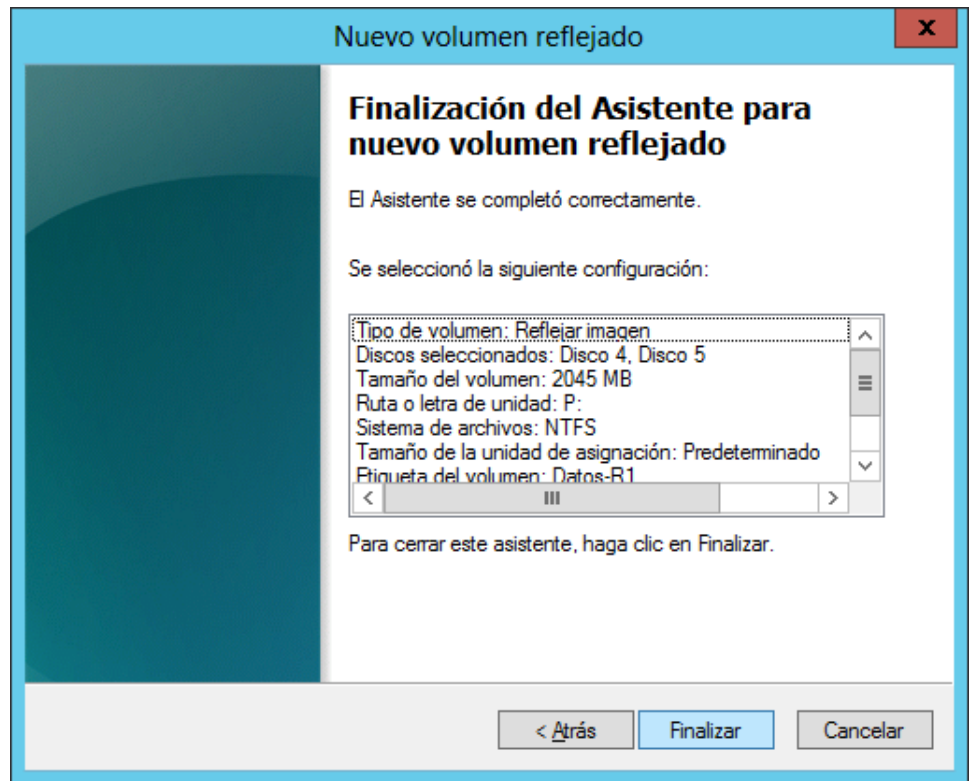 Nuevo volumen reflejado
x
Finalización del Asistente para
nuevo volumen reflejado
El Asistente se completó correctamente.
Se seleccionó la siguiente configuración:
Tipo de volumen: Reflejar imagen
Discos seleccionados: Disco 4, Disco 5
Tamaño del volumen: 2045 MB
Ruta o letra de unidad: P:
Sistema de archivos: NTFS
Tamaño de la unidad de asignación: Predeterminado
Etiqueta del volumen: Datos-R1
Para cerrar este asistente, haga clic en Finalizar.
< Atrás
Finalizar
Cancelar